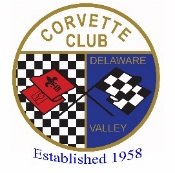 CORVETTE
CLUB
DELAWARE
VALLEY
Established 1958